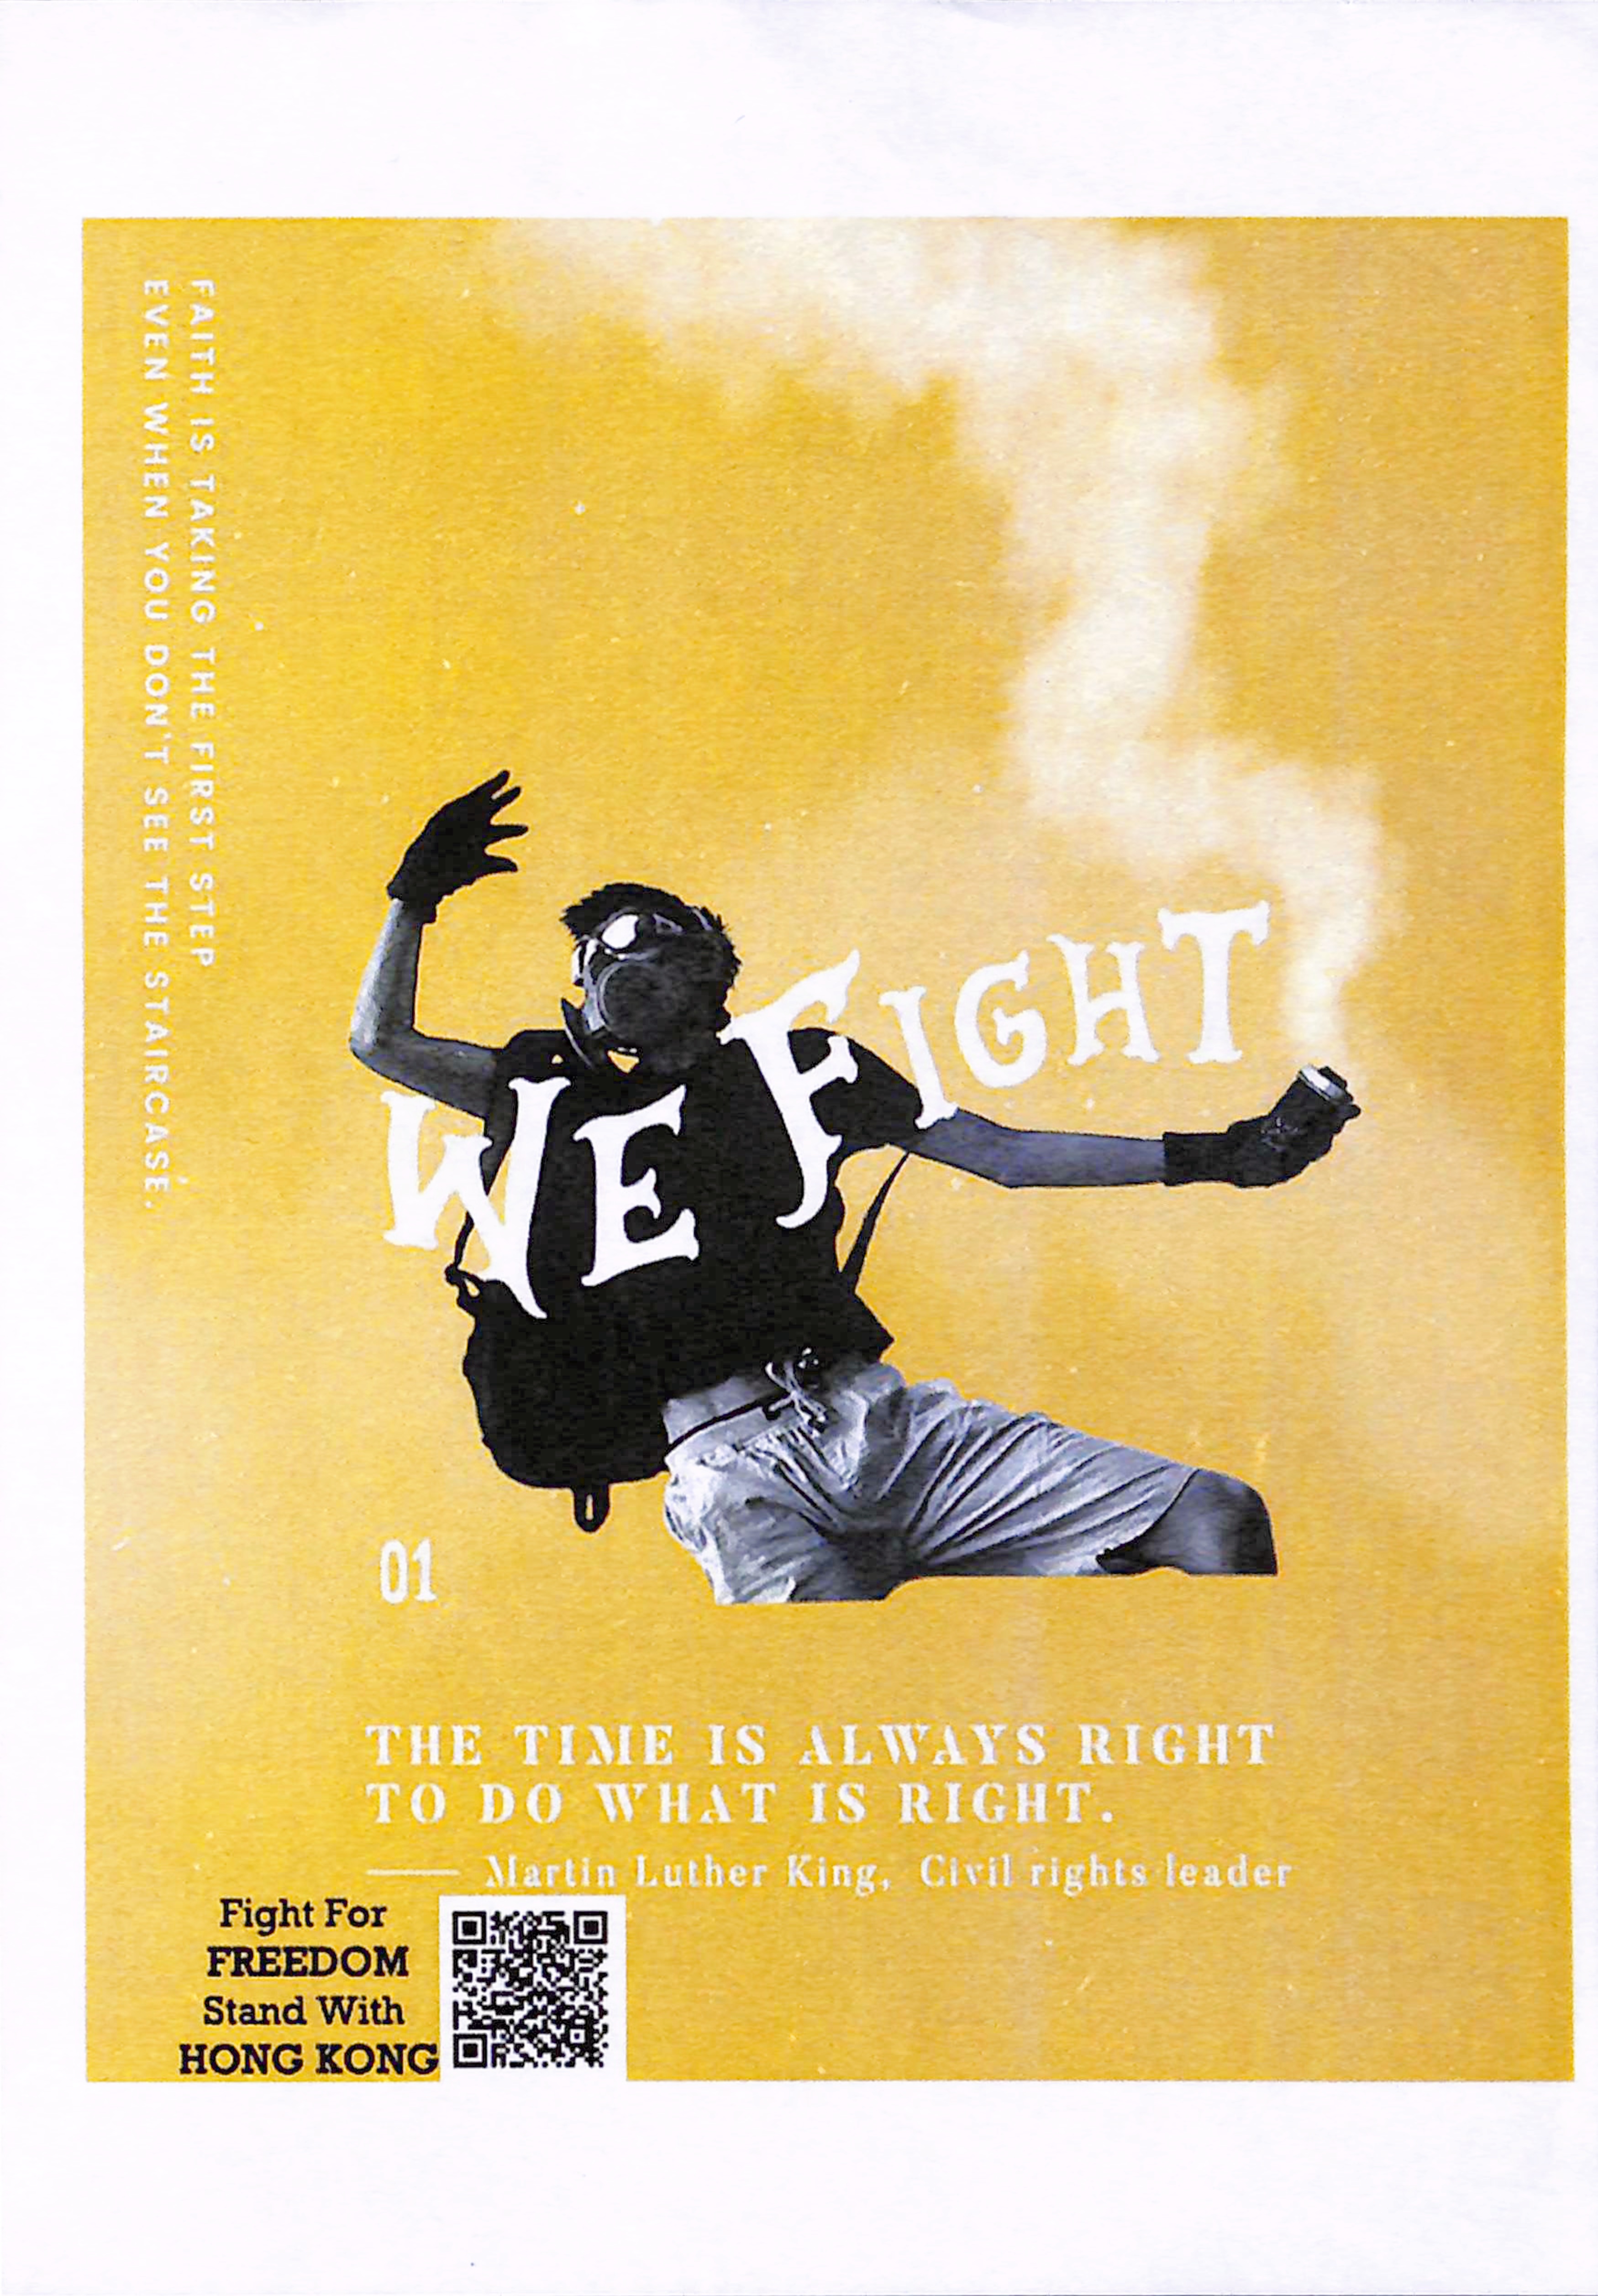 FAITH IS TAKING THE FIRST STEP
EVEN WHEN YOU DON'T SEE THE STAIRCASE.
WE FIGHT
01
THE TIME IS ALWAYS RIGHT
TO DO WHAT IS RIGHT.
— Martin Luther King, Civil rights leader
Fight For
FREEDOM
Stand With
HONG KONG